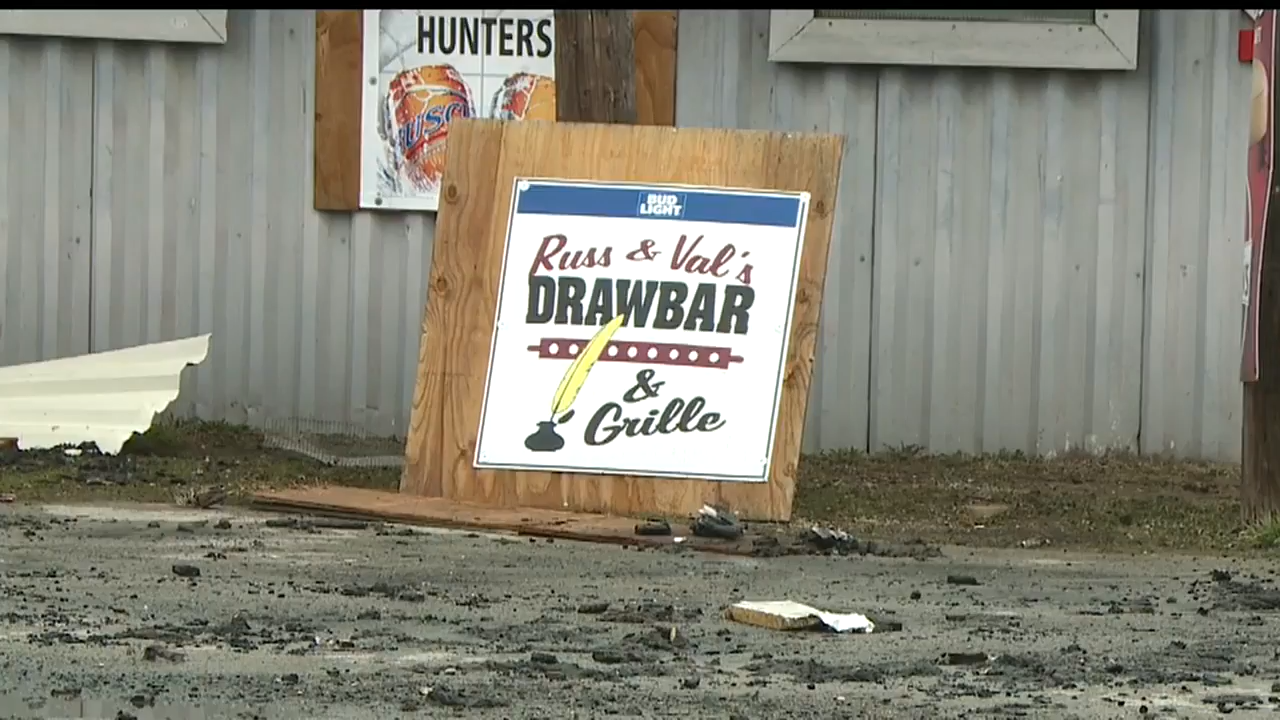 HUNTERS
BUD
LIGHT
Russ & Val's
DRAWBAR
&
Grille